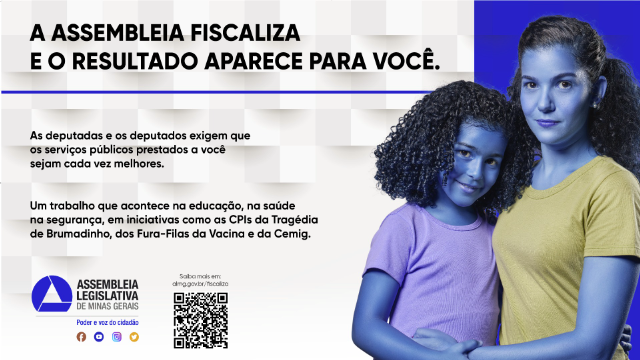 A ASSEMBLEIA FISCALIZA
E O RESULTADO APARECE PARA VOCÊ.
As deputadas e os deputados exigem que
os serviços públicos prestados a você
sejam cada vez melhores.
Um trabalho que acontece na educação, na saúde
na segurança, em iniciativas como as CPIs da Tragédia
de Brumadinho, dos Fura-Filas da Vacina e da Cemig.
ASSEMBLEIA
LEGISLATIVA
DE MINAS GERAIS
Poder e voz do cidadão
Saiba mais em:
almg.gov.br/fiscaliza